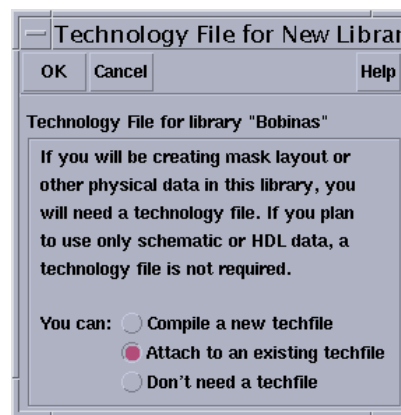 Technology File for New Librar
OK Cancel Help
Technology File for library "Bobinas"
If you will be creating mask layout or
other physical data in this library, you
will need a technology file. If you plan
to use only schematic or HDL data, a
technology file is not required.
You can: Compile a new techfile
Attach to an existing techfile
Don't need a techfile